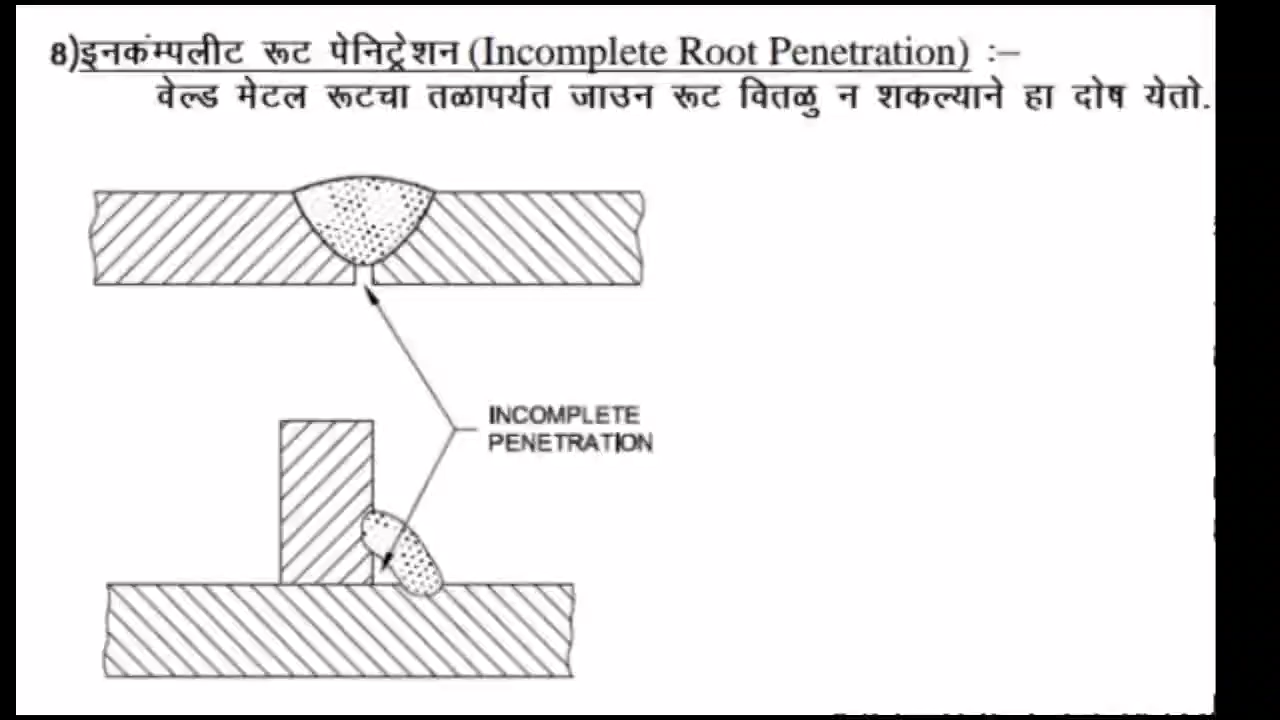 8)इनकंम्पलीट रूट पेनिट्रेशन (Incomplete Root Penetration) :–
वेल्ड मेटल रूटचा तळापर्यंत जाउन रूट वितळु न शकल्याने हा दोष येतो.
INCOMPLETE
PENETRATION